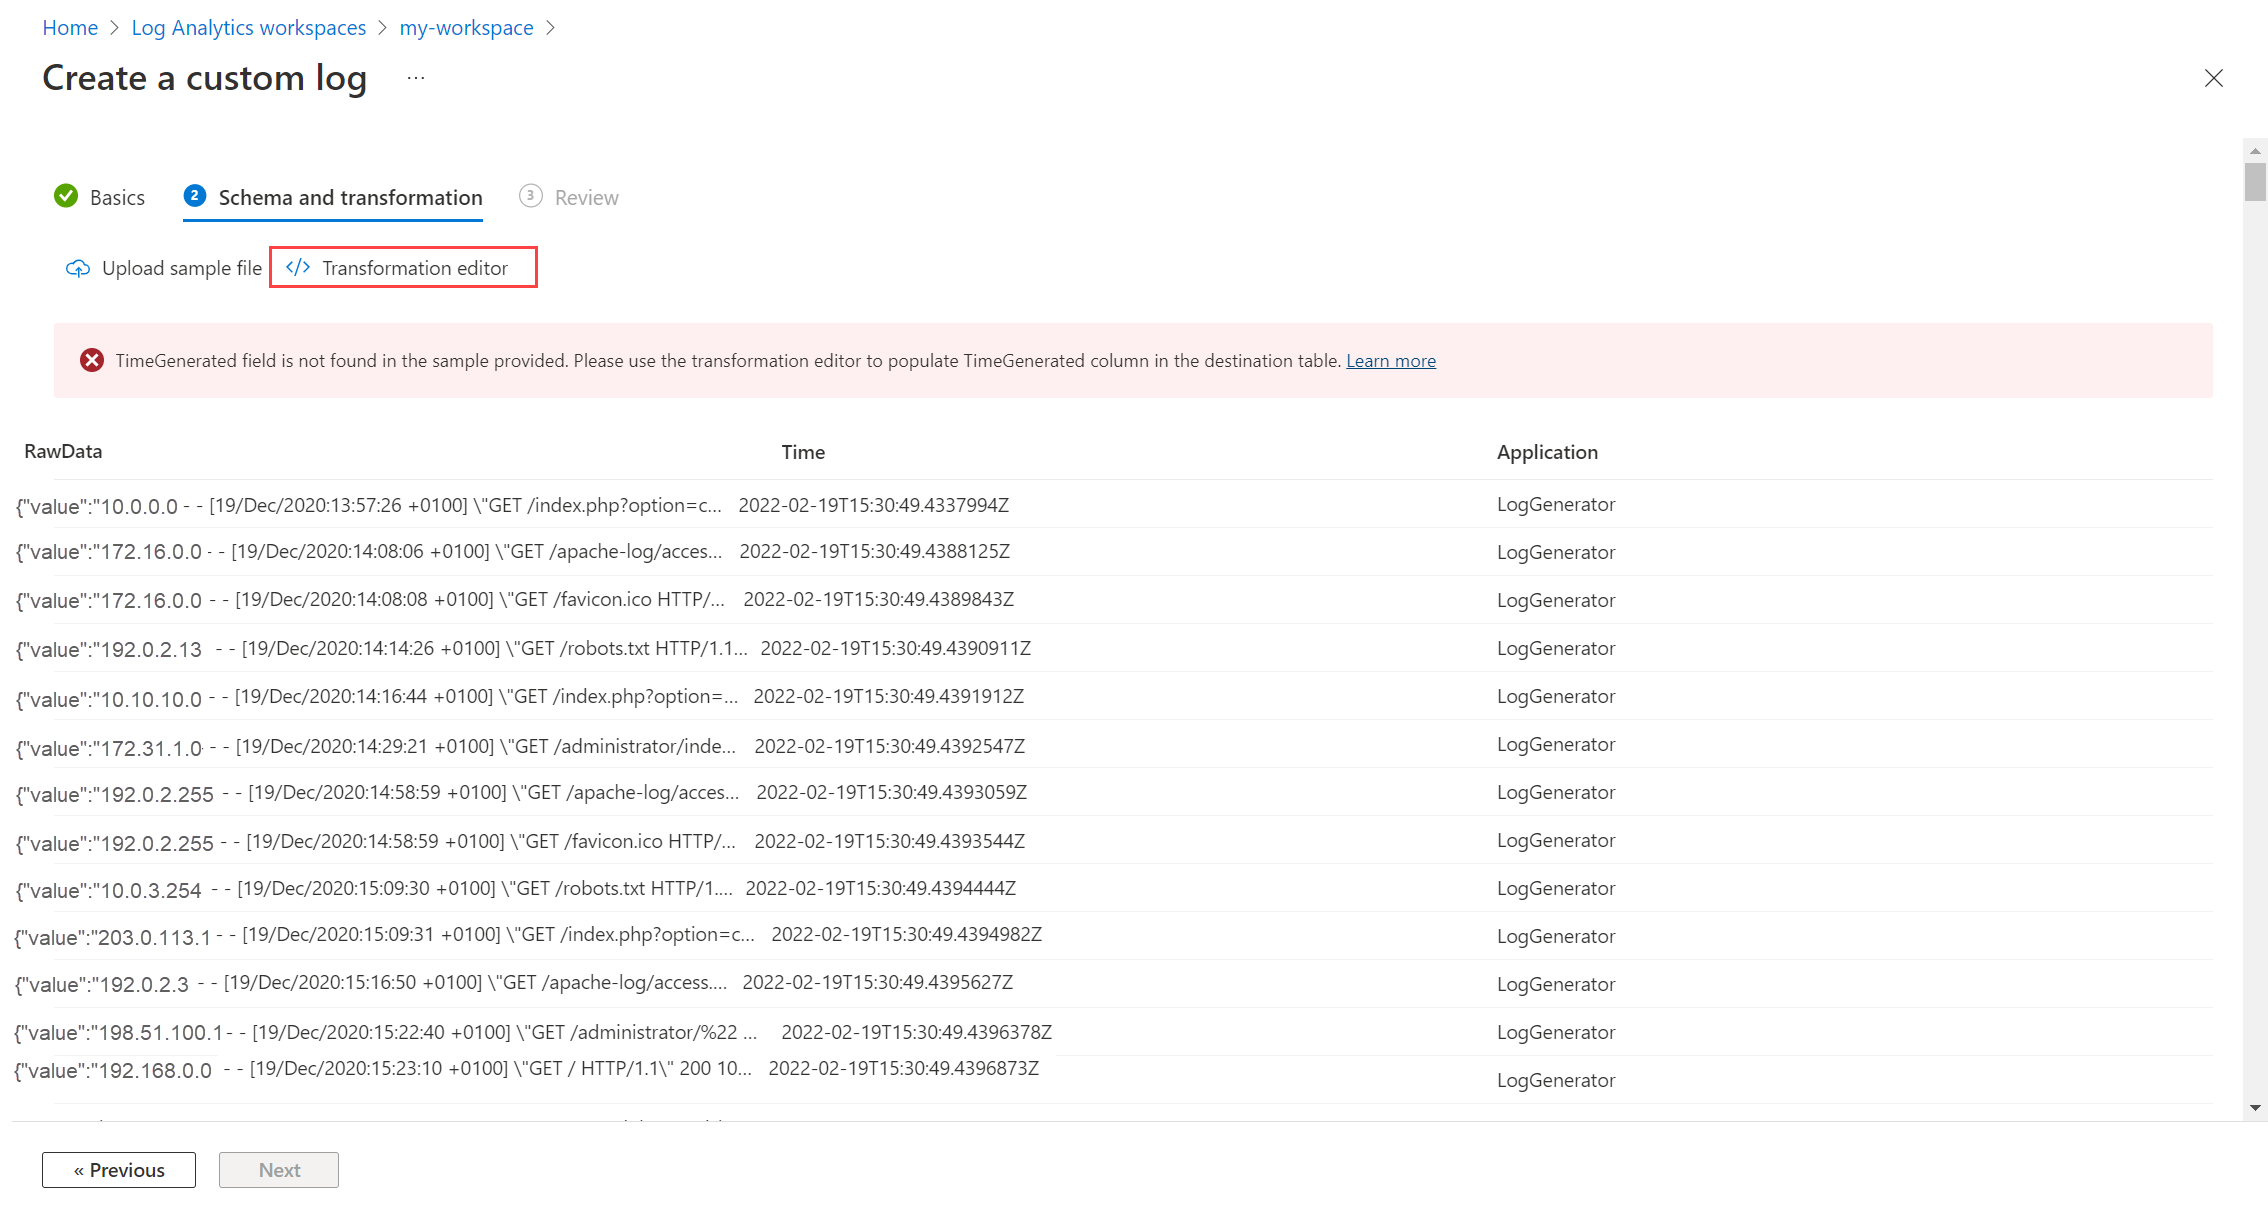 Home > Log Analytics workspaces > my-workspace >
Create a custom log ...
Basics 2 Schema and transformation 3 Review
Upload sample file </> Transformation editor
TimeGenerated field is not found in the sample provided. Please use the transformation editor to populate TimeGenerated column in the destination table. Learn more
RawData Time Application
{"value":"10.0.0.0 - - [19/Dec/2020:13:57:26 +0100] \"GET /index.php?option=c... 2022-02-19T15:30:49.4337994Z LogGenerator
{"value":"172.16.0.0 - - [19/Dec/2020:14:08:06 +0100] \"GET /apache-log/acces... 2022-02-19T15:30:49.4388125Z LogGenerator
{"value":"172.16.0.0 - - [19/Dec/2020:14:08:08 +0100] \"GET /favicon.ico HTTP/... 2022-02-19T15:30:49.4389843Z LogGenerator
{"value":"192.0.2.13 - - [19/Dec/2020:14:14:26 +0100] \"GET /robots.txt HTTP/1.1... 2022-02-19T15:30:49.4390911Z LogGenerator
{"value":"10.10.10.0 - - [19/Dec/2020:14:16:44 +0100] \"GET /index.php?option=... 2022-02-19T15:30:49.4391912Z LogGenerator
{"value":"172.31.1.0 - - [19/Dec/2020:14:29:21 +0100] \"GET /administrator/inde... 2022-02-19T15:30:49.4392547Z LogGenerator
{"value":"192.0.2.255 - - [19/Dec/2020:14:58:59 +0100] \"GET /apache-log/acces... 2022-02-19T15:30:49.4393059Z LogGenerator
{"value":"192.0.2.255 - - [19/Dec/2020:14:58:59 +0100] \"GET /favicon.ico HTTP/... 2022-02-19T15:30:49.4393544Z LogGenerator
{"value":"10.0.3.254 - - [19/Dec/2020:15:09:30 +0100] \"GET /robots.txt HTTP/1.... 2022-02-19T15:30:49.4394444Z LogGenerator
{"value":"203.0.113.1 - - [19/Dec/2020:15:09:31 +0100] \"GET /index.php?option=c... 2022-02-19T15:30:49.4394982Z LogGenerator
{"value":"192.0.2.3 - - [19/Dec/2020:15:16:50 +0100] \"GET /apache-log/access.... 2022-02-19T15:30:49.4395627Z LogGenerator
{"value":"198.51.100.1 - - [19/Dec/2020:15:22:40 +0100] \"GET /administrator/%22 ... 2022-02-19T15:30:49.4396378Z LogGenerator
{"value":"192.168.0.0 - - [19/Dec/2020:15:23:10 +0100] \"GET / HTTP/1.1\" 200 10... 2022-02-19T15:30:49.4396873Z LogGenerator
« Previous Next